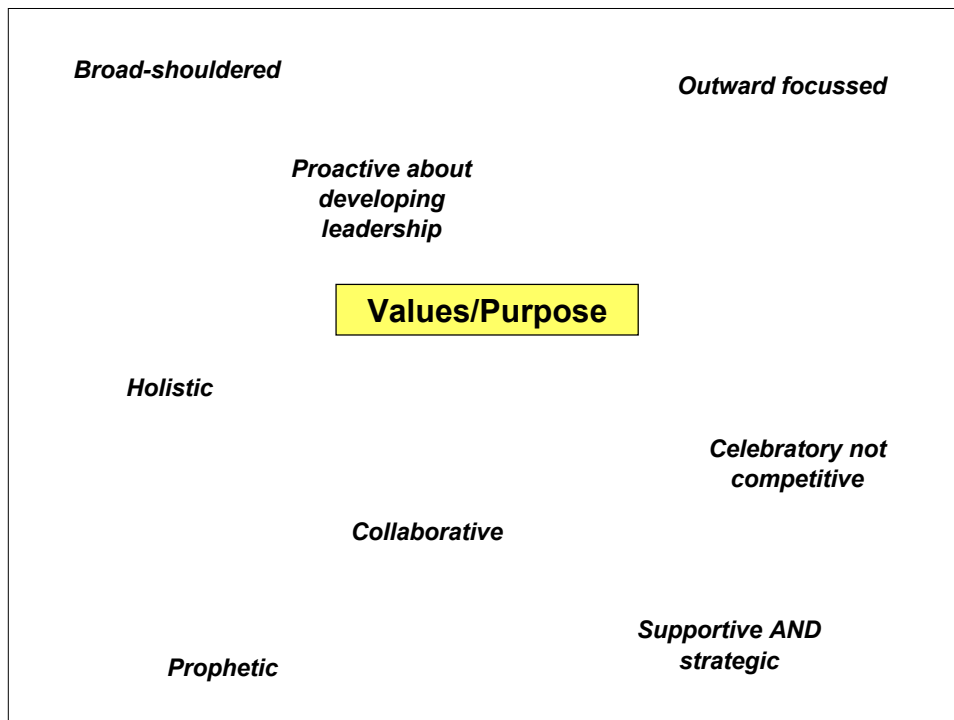 Broad-shouldered
Outward focussed
Proactive about
developing
leadership
Values/Purpose
Holistic
Celebratory not
competitive
Collaborative
Supportive AND
strategic
Prophetic